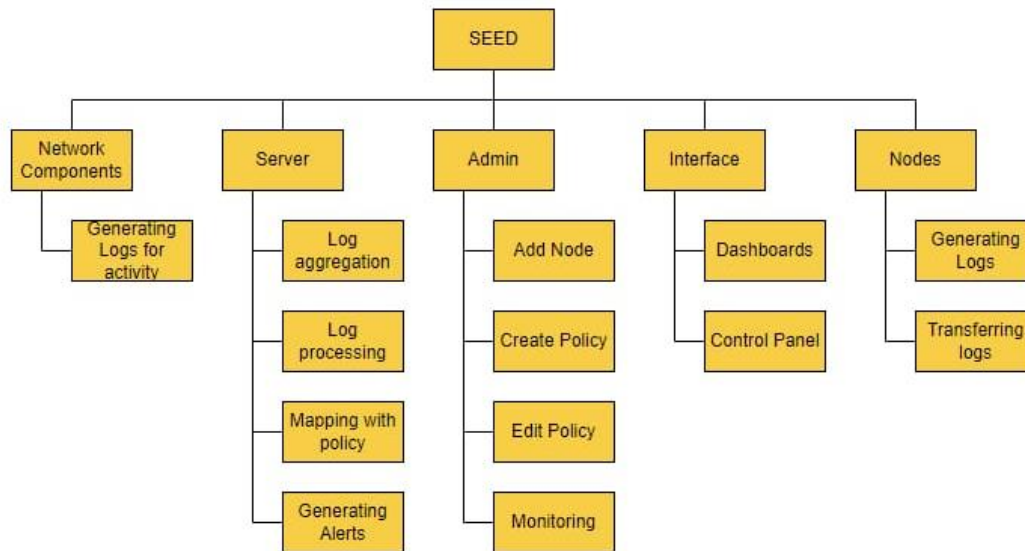 SEED
Network
Components
Server
Admin
Interface
Nodes
Generating
Logs for
activity
Log
aggregation
Add Node
Dashboards
Generating
Logs
Log
processing
Create Policy
Control Panel
Transferring
logs
Mapping with
policy
Edit Policy
Generating
Alerts
Monitoring